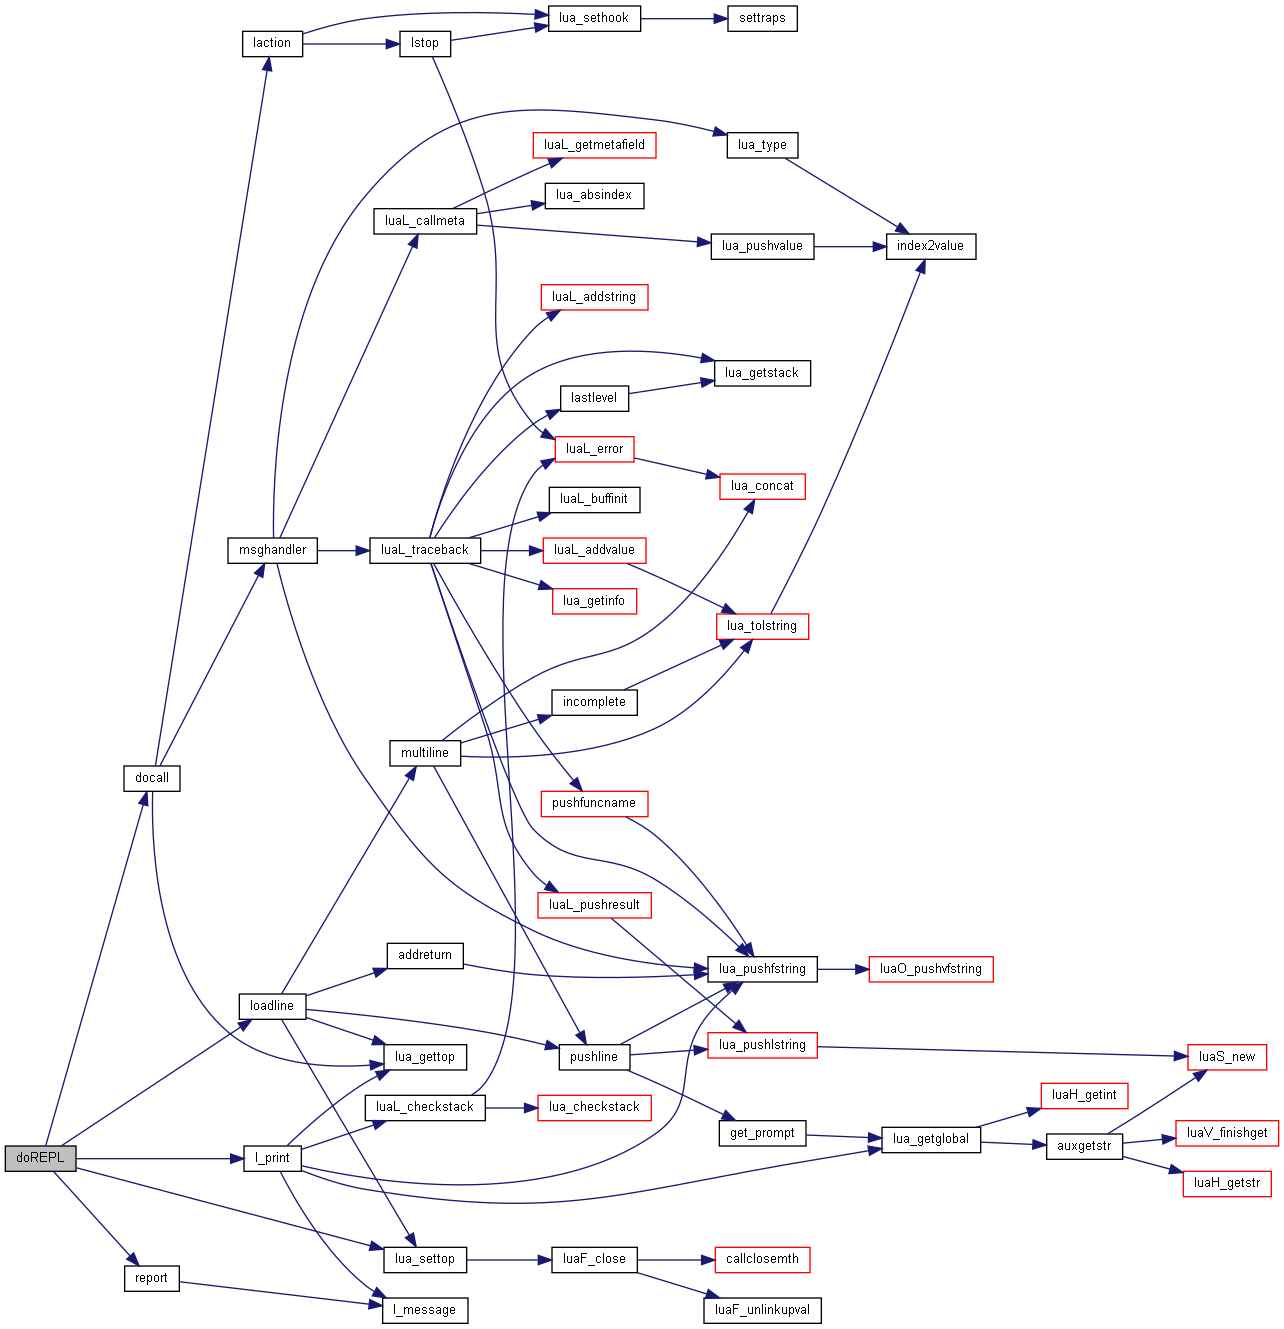 lua_sethook
settraps
laction
lstop
lua_type
luaL_getmetafield
lua_absindex
luaL_callmeta
lua_pushvalue
index2value
luaL_addstring
lua_getstack
lastlevel
luaL_error
lua_concat
luaL_buffinit
msghandler
luaL_traceback
luaL_addvalue
lua_getinfo
lua_tolstring
incomplete
multiline
docall
pushfuncname
luaL_pushresult
addreturn
lua_pushfstring
luaO_pushvfstring
loadline
lua_gettop
pushline
lua_pushlstring
luaS_new
luaL_checkstack
lua_checkstack
luaH_getint
get_prompt
lua_getglobal
auxgetstr
luaV_finishget
doREPL
l_print
luaH_getstr
lua_settop
luaF_close
callclosemth
report
l_message
luaF_unlinkupval